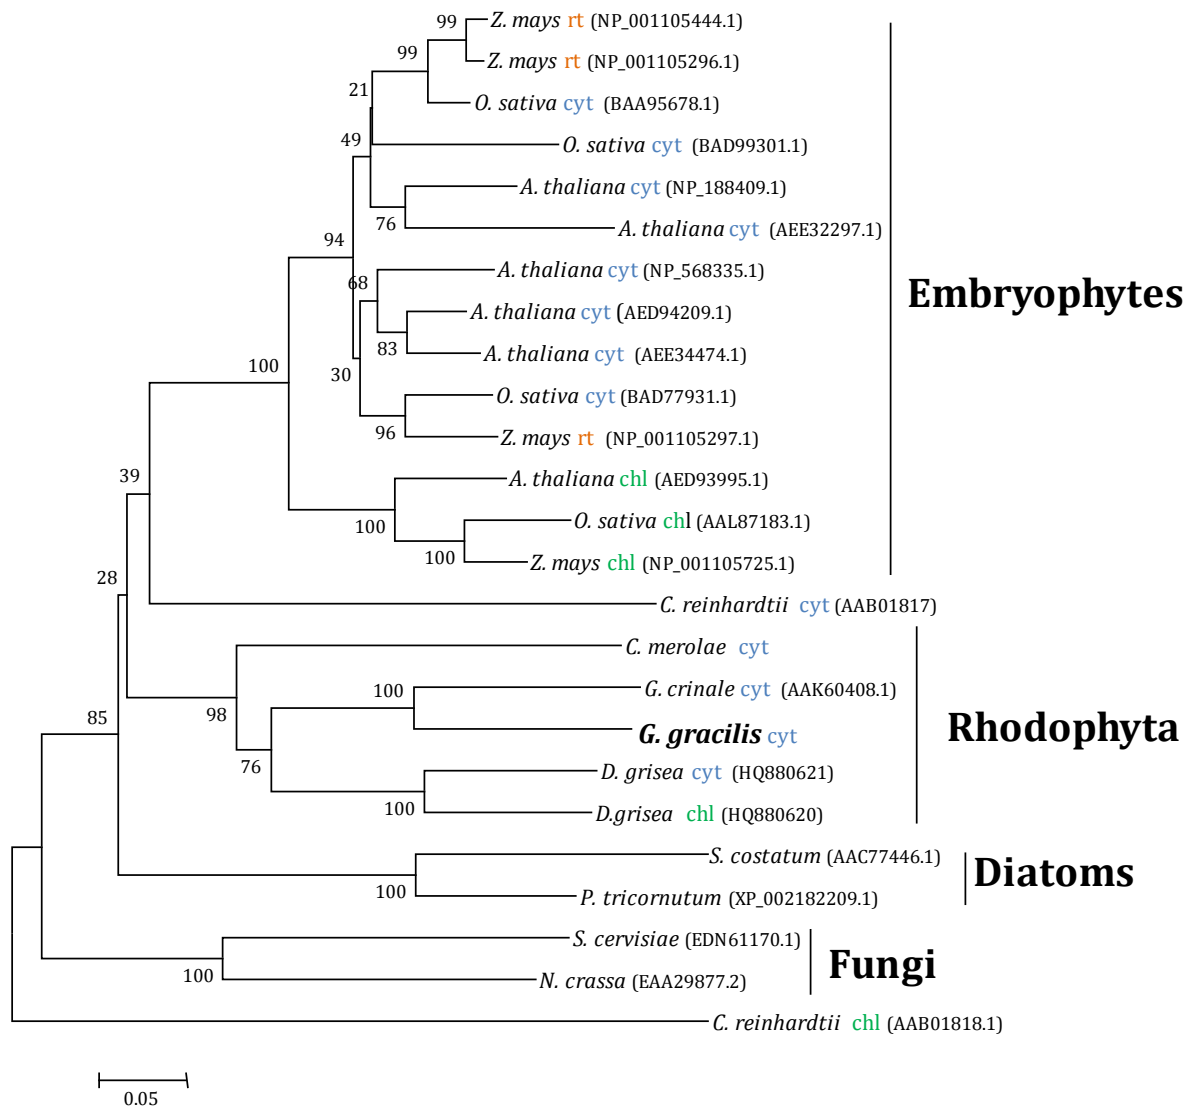 99 Z. mays rt (NP_001105444.1)
99 Z. mays rt (NP_001105296.1)
21 O. sativa cyt (BAA95678.1)
49 O. sativa cyt (BAD99301.1)
A. thaliana cyt (NP_188409.1)
76 A. thaliana cyt (AEE32297.1)
94
68 A. thaliana cyt (NP_568335.1)
Embryophytes
A. thaliana cyt (AED94209.1)
83 A. thaliana cyt (AEE34474.1)
100
30 O. sativa cyt (BAD77931.1)
96 Z. mays rt (NP_001105297.1)
39 A. thaliana chl (AED93995.1)
100 O. sativa chl (AAL87183.1)
100 Z. mays chl (NP_001105725.1)
28
C. reinhardtii cyt (AAB01817)
C. merolae cyt
100 G. crinale cyt (AAK60408.1)
85 98 G. gracilis cyt
Rhodophyta
76 D. grisea cyt (HQ880621)
100 D.grisea chl (HQ880620)
S. costatum (AAC77446.1)
Diatoms
100 P. tricornutum (XP_002182209.1)
S. cervisiae (EDN61170.1)
Fungi
100 N. crassa (EAA29877.2)
C. reinhardtii chl (AAB01818.1)
0.05